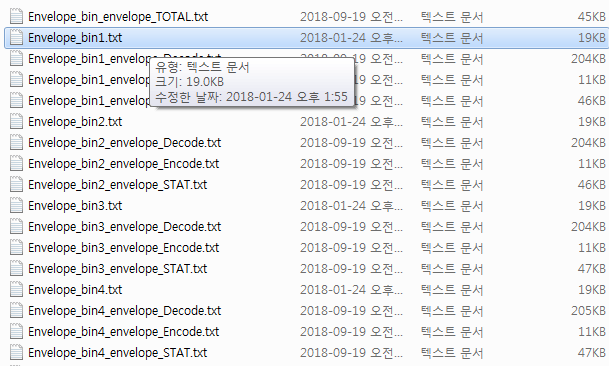 Envelope_bin_envelope_TOTAL.txt 2018-09-19 오전... 텍스트 문서 45KB
Envelope_bin1.txt 2018-01-24 오후... 텍스트 문서 19KB
Envelope_bin1_envelope_Decode.txt 2018-09-19 오전... 텍스트 문서 204KB
유형: 텍스트 문서
Envelope_bin1_envelope 2018-09-19 오전... 텍스트 문서 11KB
크기: 19.0KB
Envelope_bin1_envelope 2018-09-19 오전... 텍스트 문서 46KB
수정한 날짜: 2018-01-24 오후 1:55
Envelope_bin2.txt 2018-01-24 오후... 텍스트 문서 19KB
Envelope_bin2_envelope_Decode.txt 2018-09-19 오전... 텍스트 문서 204KB
Envelope_bin2_envelope_Encode.txt 2018-09-19 오전... 텍스트 문서 11KB
Envelope_bin2_envelope_STAT.txt 2018-09-19 오전... 텍스트 문서 46KB
Envelope_bin3.txt 2018-01-24 오후... 텍스트 문서 19KB
Envelope_bin3_envelope_Decode.txt 2018-09-19 오전... 텍스트 문서 204KB
Envelope_bin3_envelope_Encode.txt 2018-09-19 오전... 텍스트 문서 11KB
Envelope_bin3_envelope_STAT.txt 2018-09-19 오전... 텍스트 문서 47KB
Envelope_bin4.txt 2018-01-24 오후... 텍스트 문서 19KB
Envelope_bin4_envelope_Decode.txt 2018-09-19 오전... 텍스트 문서 205KB
Envelope_bin4_envelope_Encode.txt 2018-09-19 오전... 텍스트 문서 11KB
Envelope_bin4_envelope_STAT.txt 2018-09-19 오전... 텍스트 문서 47KB